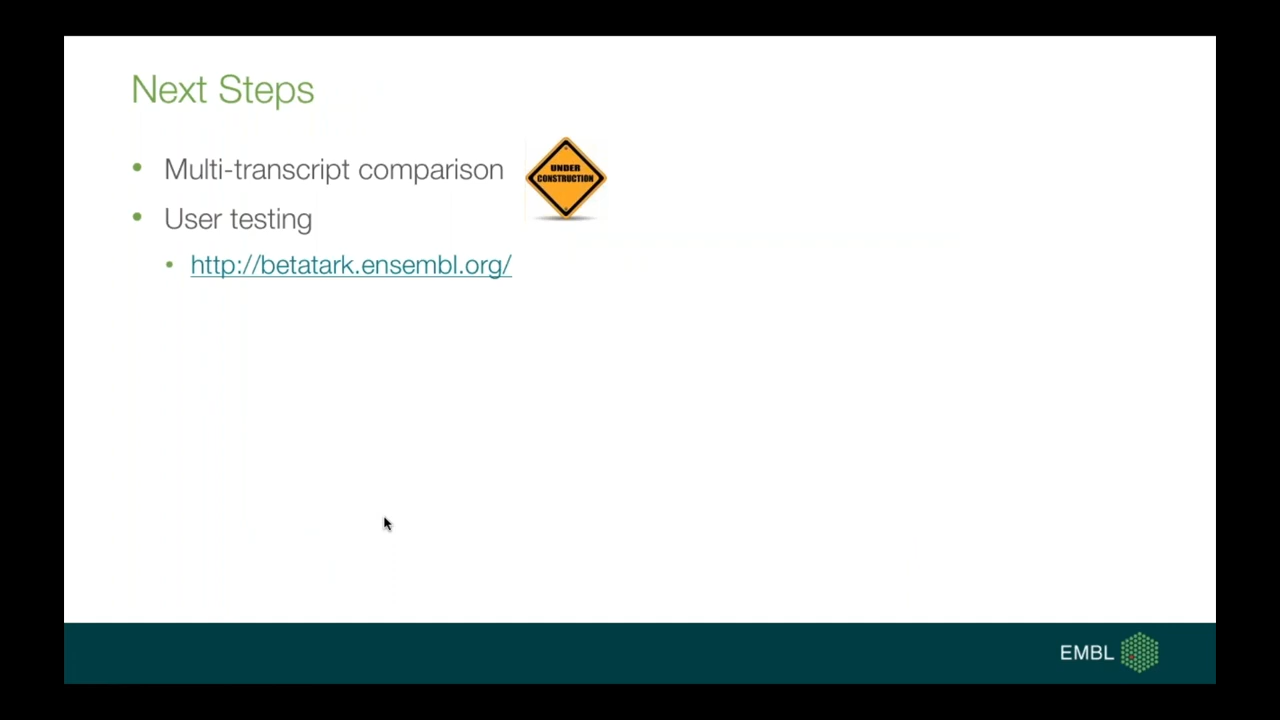 Next Steps
• Multi-transcript comparison
UNDER
CONSTRUCTION
• User testing
• http://betatark.ensembl.org/
EMBL